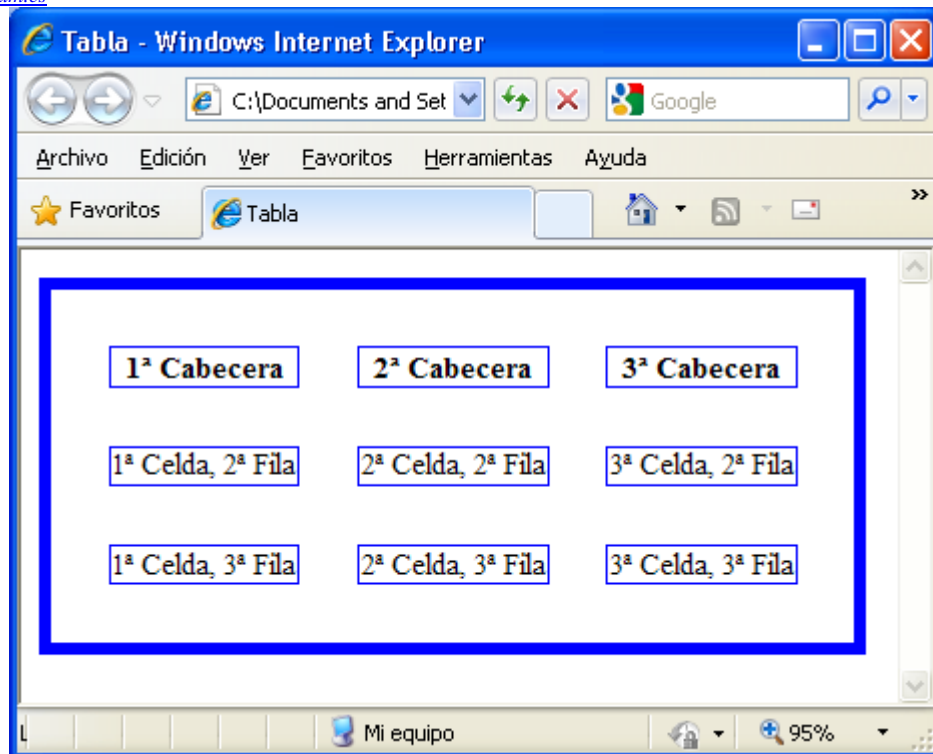 Tabla - Windows Internet Explorer
C:\Documents and Set
Google
Archivo Edición Ver Favoritos Herramientas Ayuda
Favoritos Tabla
1ª Cabecera 2ª Cabecera 3ª Cabecera
1ª Celda, 2ª Fila 2ª Celda, 2ª Fila 3ª Celda, 2ª Fila
1ª Celda, 3ª Fila 2ª Celda, 3ª Fila 3ª Celda, 3ª Fila
L Mi equipo 95%